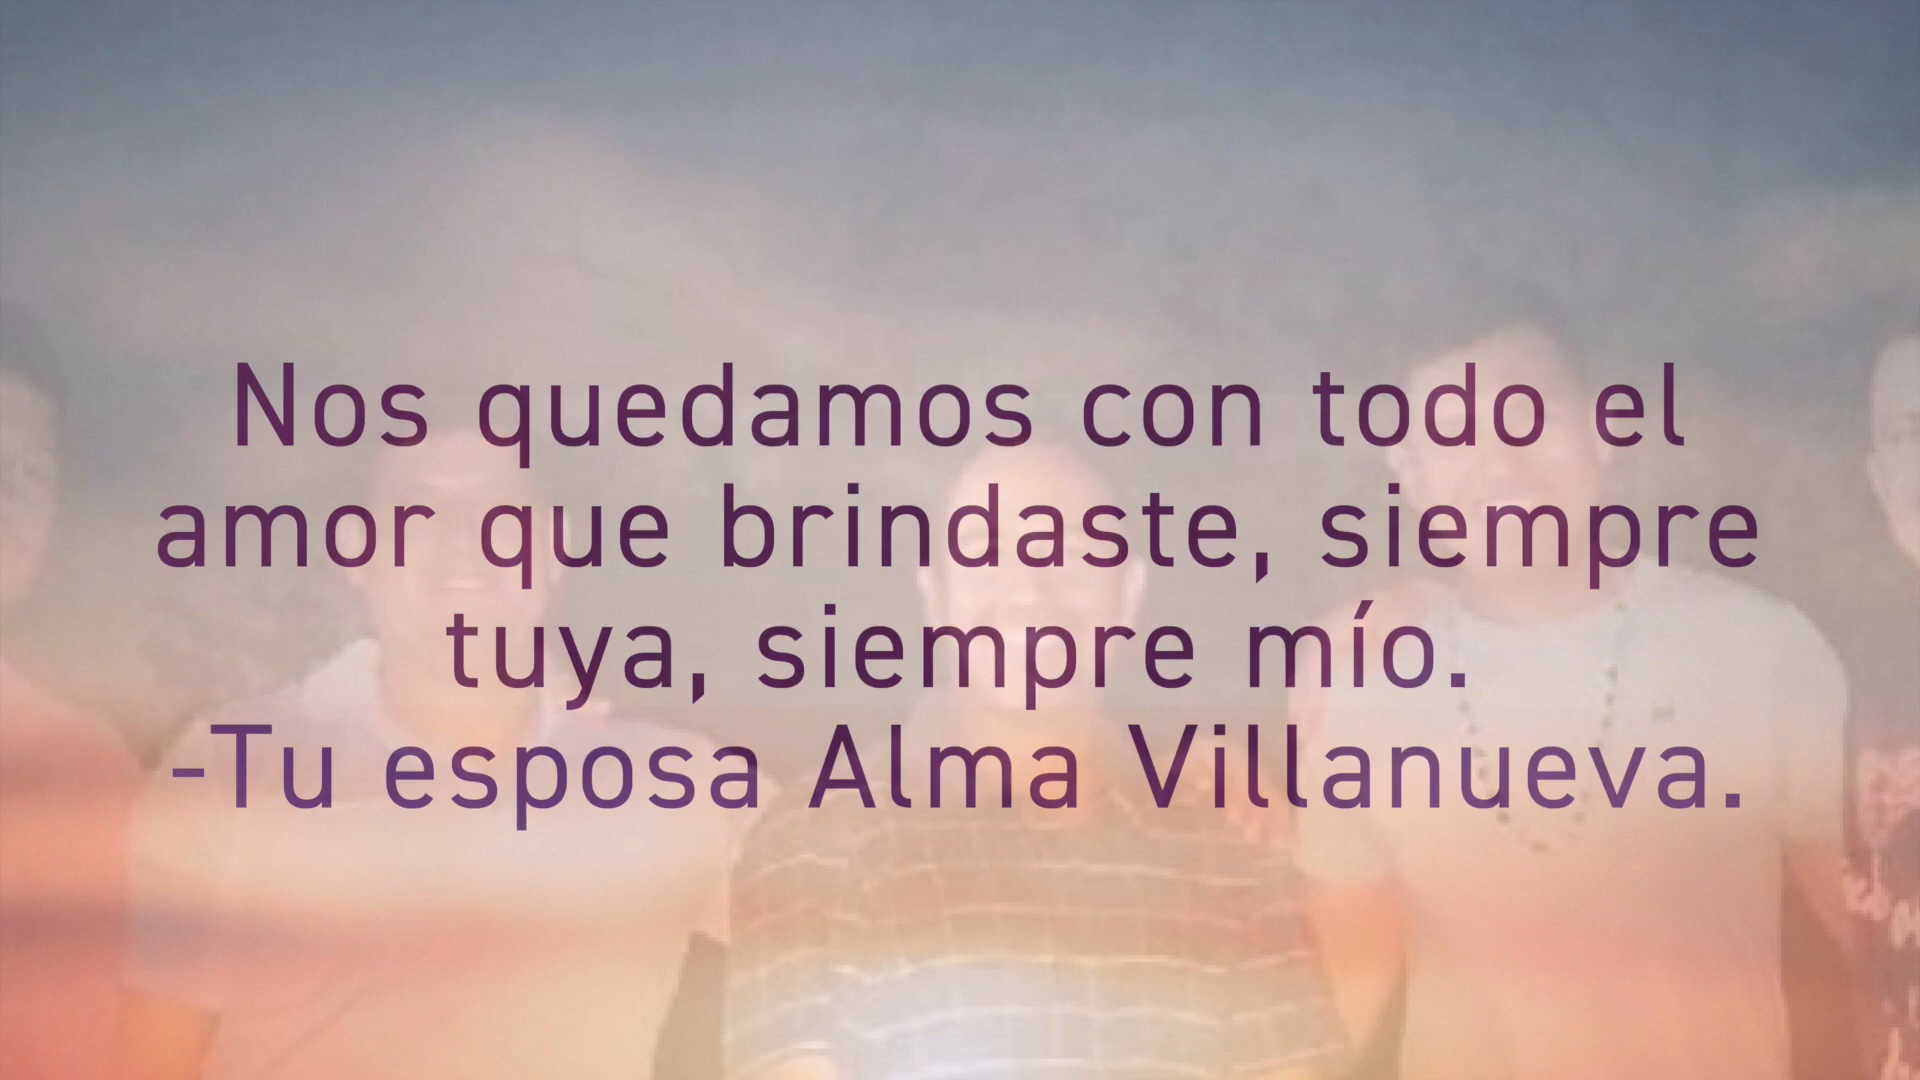 Nos quedamos con todo el
amor que brindaste, siempre
tuya, siempre mío.
-Tu esposa Alma Villanueva.